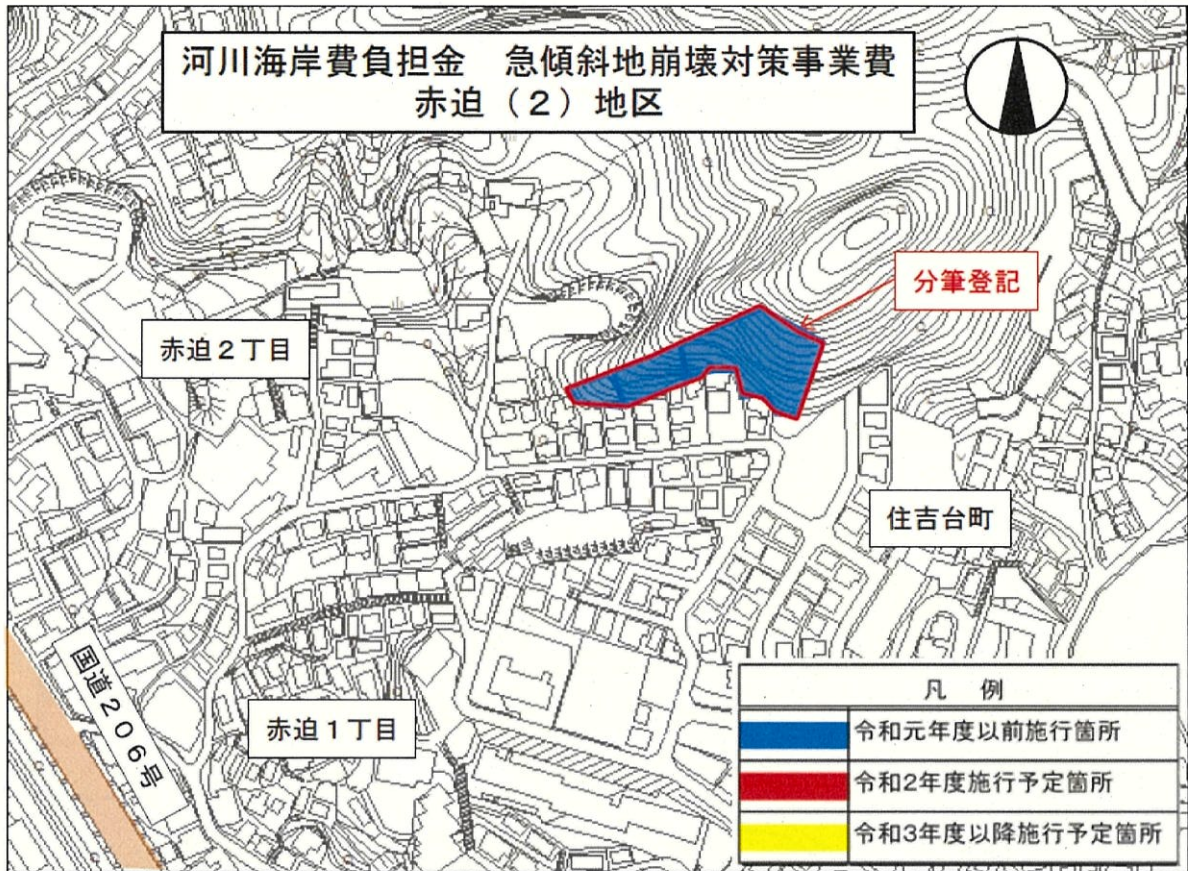 河川海岸費負担金　急傾斜地崩壊対策事業費
赤迫（２）地区
分筆登記
赤迫２丁目
住吉台町
国道２０６号
赤迫１丁目
凡　例
令和元年度以前施行箇所
令和2年度施行予定箇所
令和3年度以降施行予定箇所